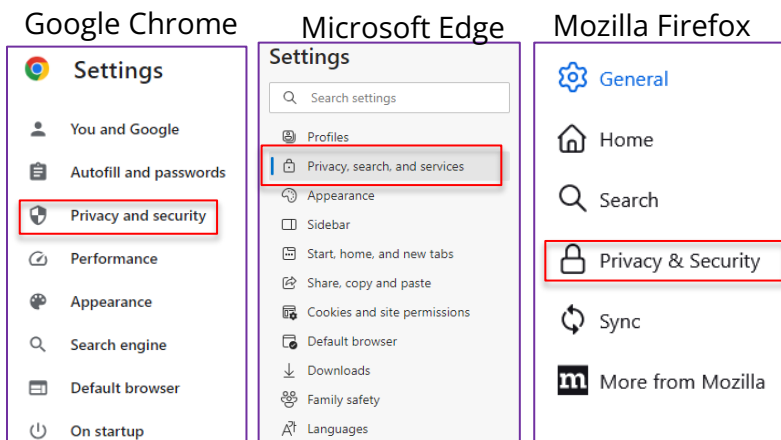 Google Chrome
Settings
You and Google
Autofill and passwords
Privacy and security
Performance
Appearance
Search engine
Default browser
On startup
Microsoft Edge
Settings
Search settings
Profiles
Privacy, search, and services
Appearance
Sidebar
Start, home, and new tabs
Share, copy and paste
Cookies and site permissions
Default browser
Downloads
Family safety
Languages
Mozilla Firefox
General
Home
Search
Privacy & Security
Sync
m More from Mozilla